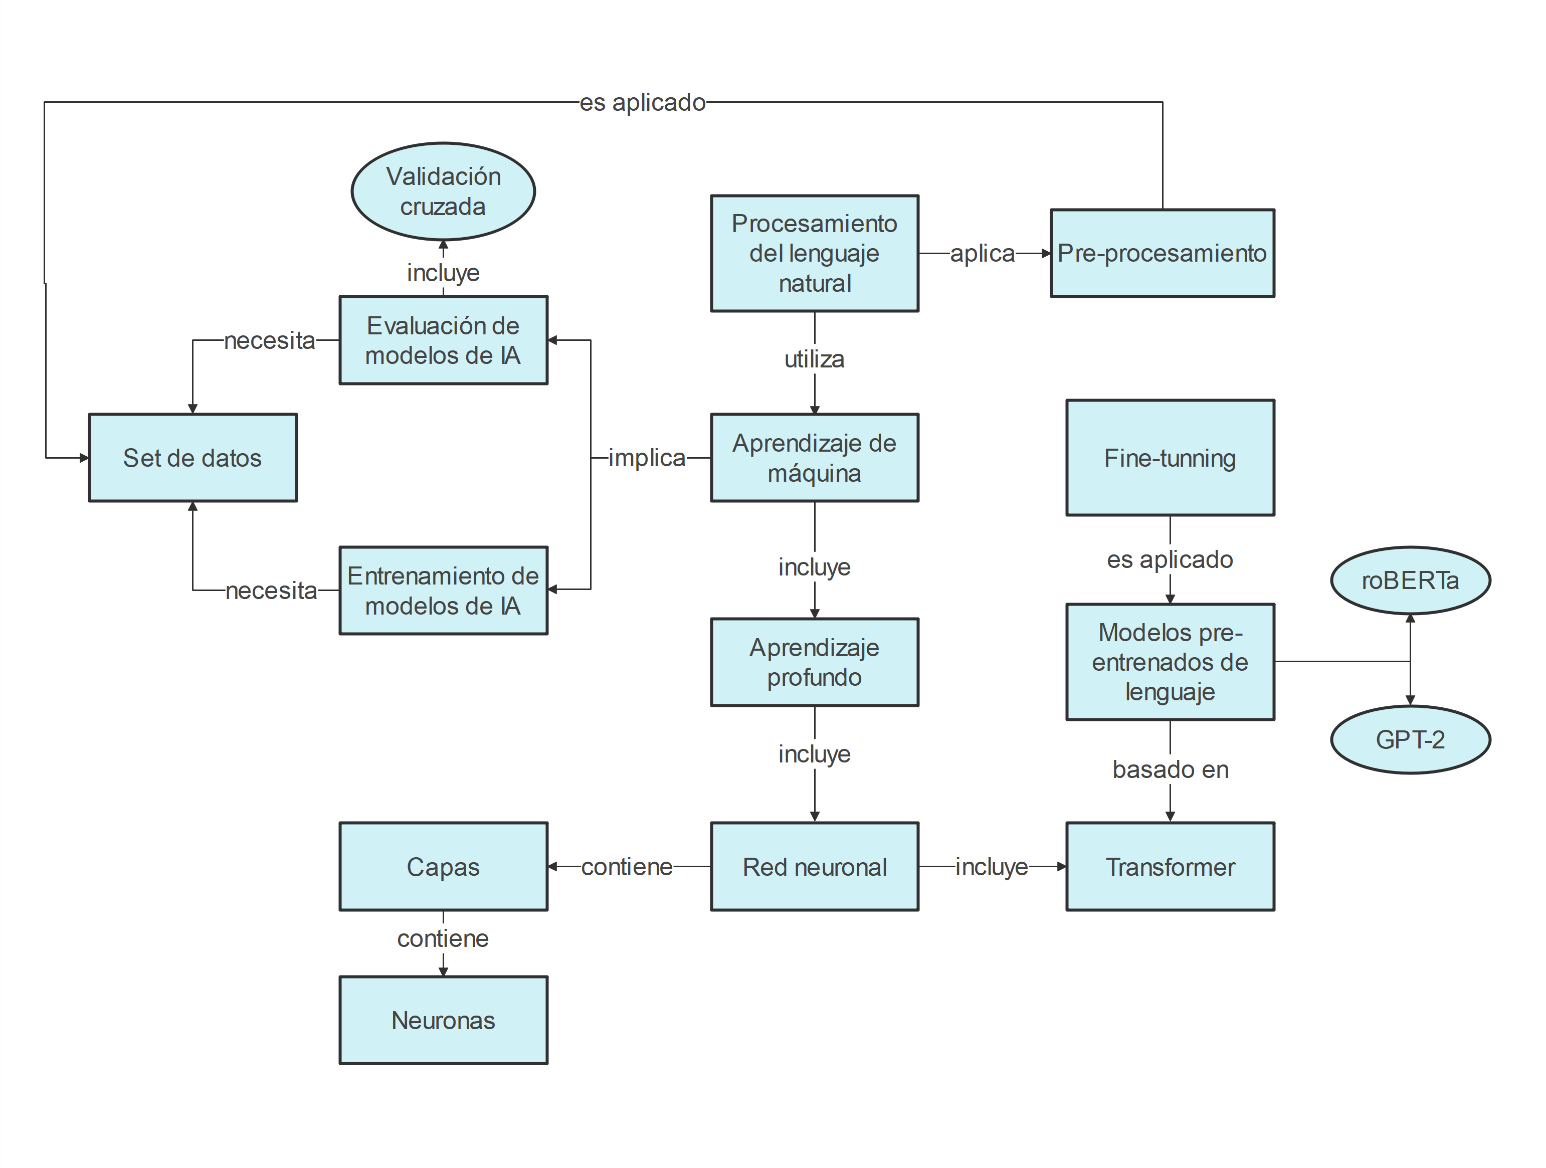 es aplicado
Validación
cruzada
Procesamiento
del lenguaje
natural
aplica
Pre-procesamiento
incluye
Evaluación de
modelos de IA
necesita
utiliza
Set de datos
implica
Aprendizaje de
máquina
Fine-tunning
Entrenamiento de
modelos de IA
necesita
incluye
es aplicado
roBERTa
Aprendizaje
profundo
Modelos pre-
entrenados de
lenguaje
GPT-2
incluye
basado en
Capas
contiene
Red neuronal
incluye
Transformer
contiene
Neuronas